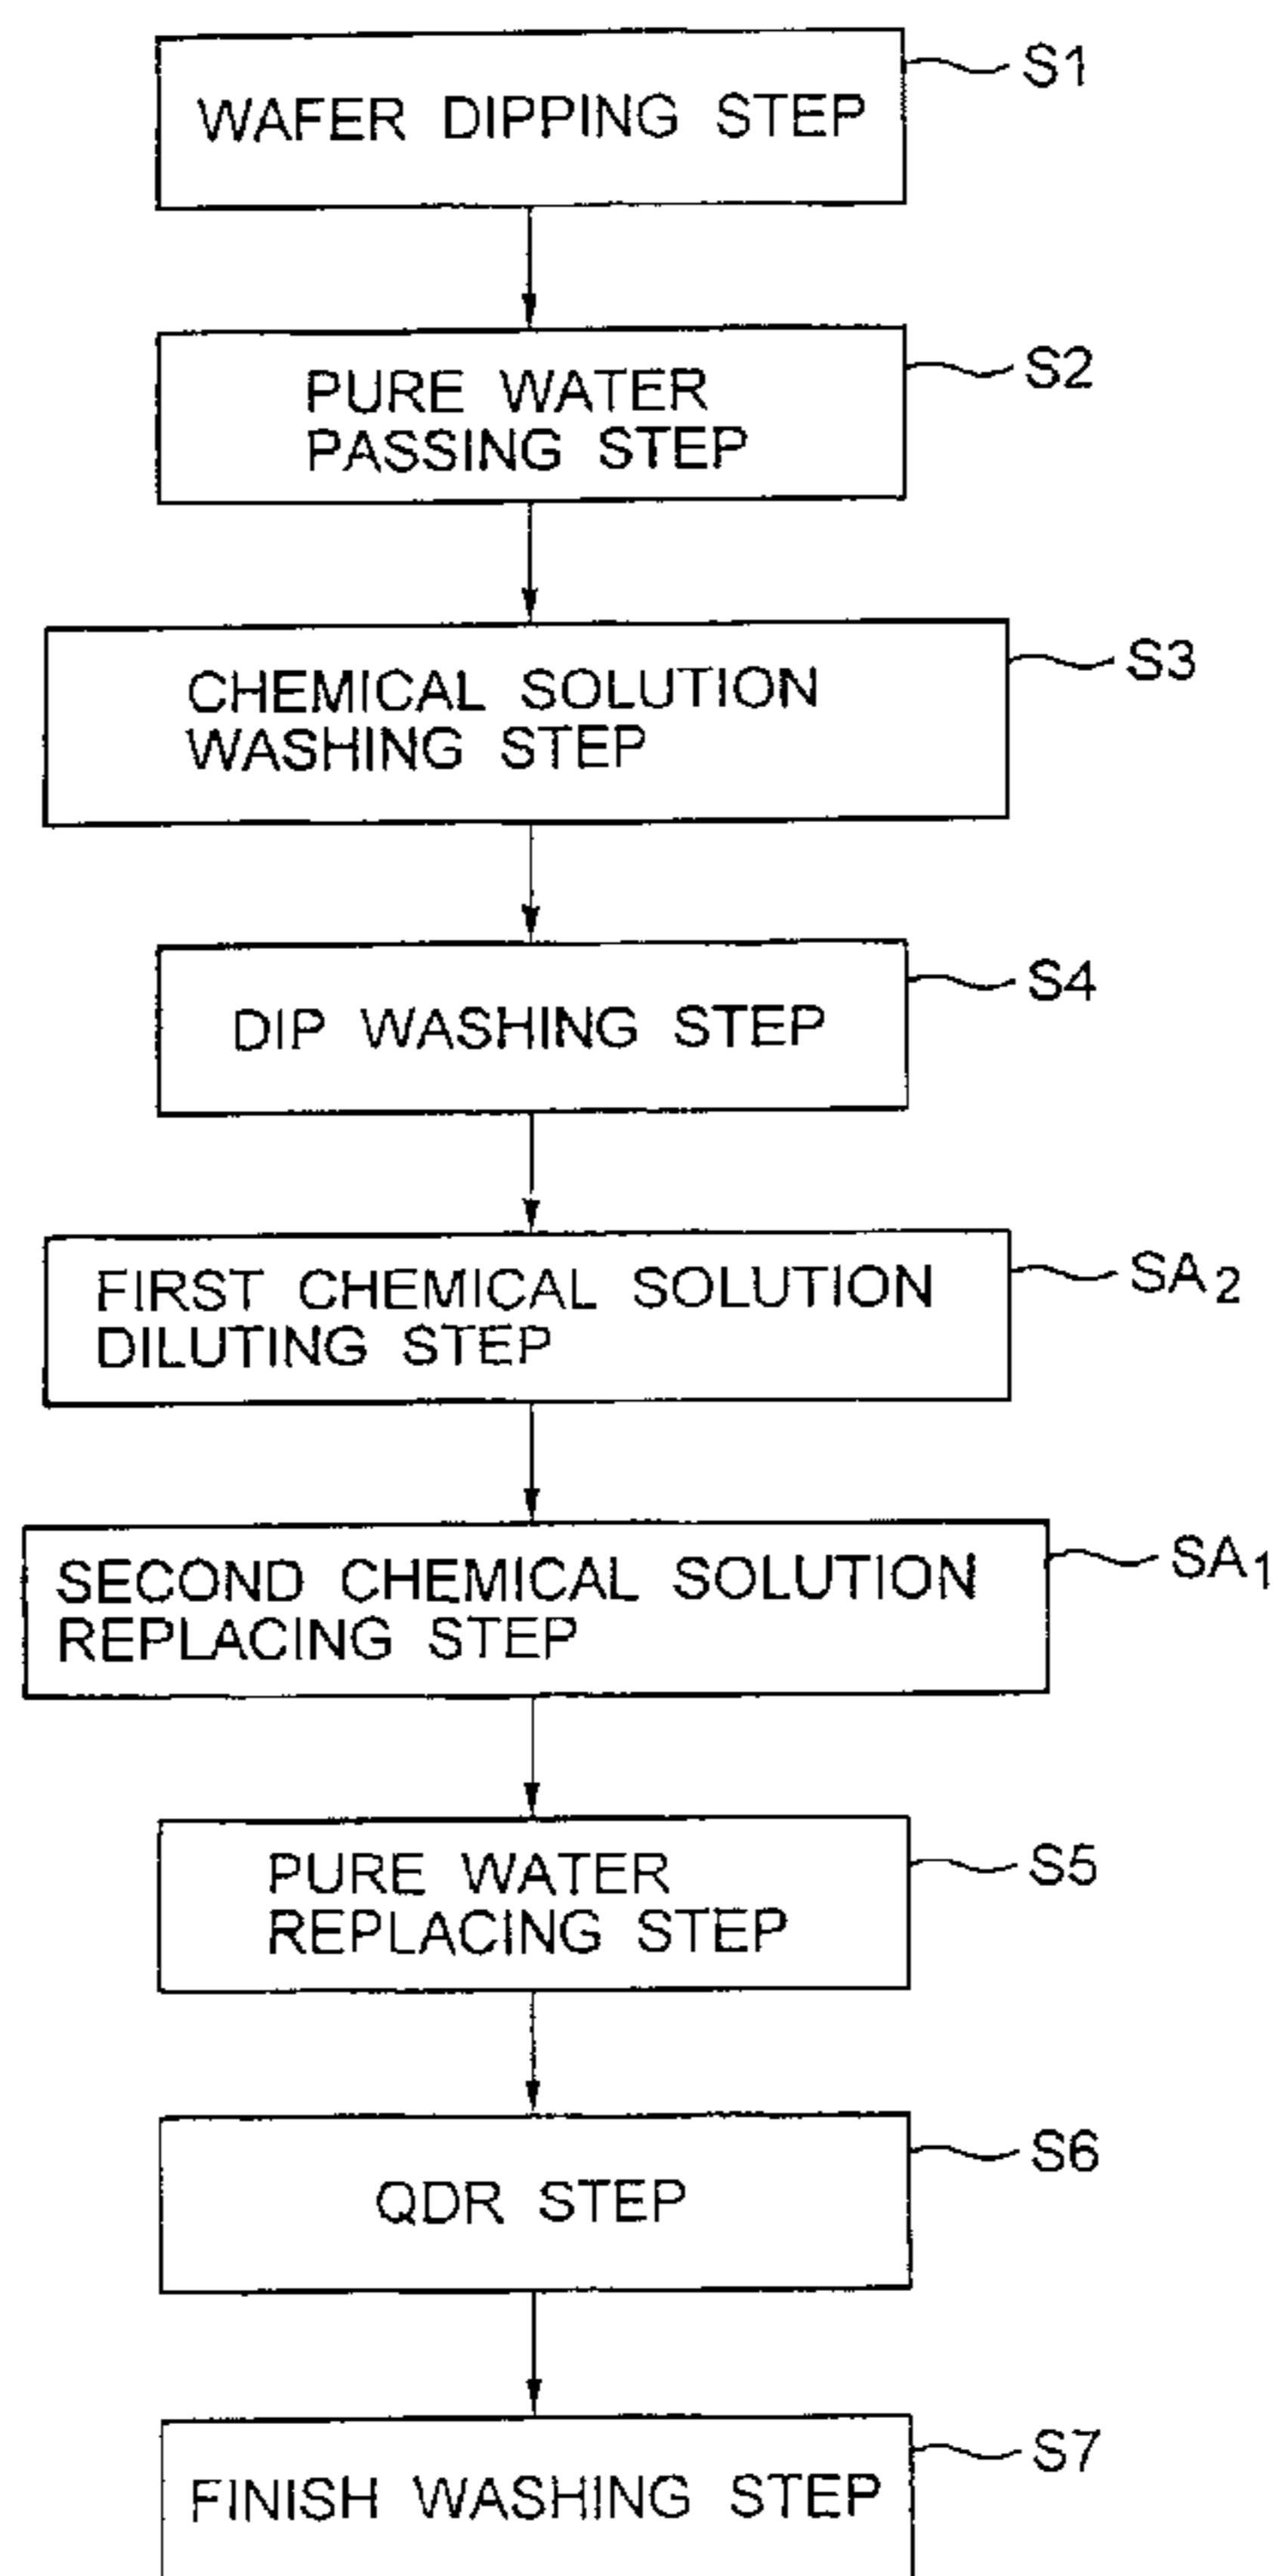 WAFER DIPPING STEP
S1
PURE WATER
PASSING STEP
S2
CHEMICAL SOLUTION
WASHING STEP
S3
DIP WASHING STEP
S4
FIRST CHEMICAL SOLUTION
DILUTING STEP
SA2
SECOND CHEMICAL SOLUTION
REPLACING STEP
SA1
PURE WATER
REPLACING STEP
S5
QDR STEP
S6
FINISH WASHING STEP
S7